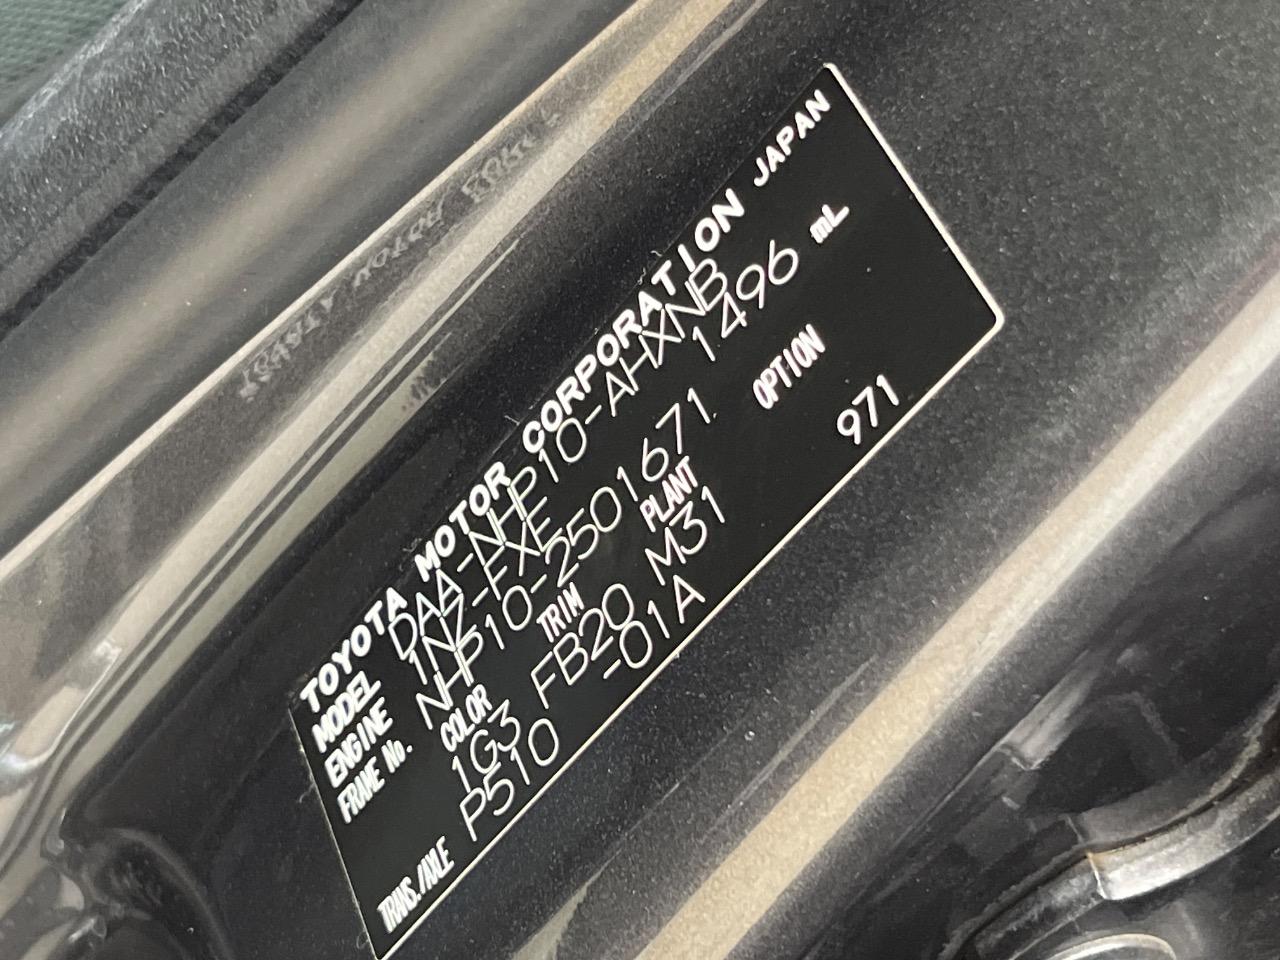 TOYOTA MOTOR CORPORATION JAPAN
MODEL DAA-NHP10-AHXNB
ENGINE 1NZ-FXE 1496 mL
FRAME No. NHP10-2501671
COLOR TRIM PLANT OPTION
1G3 FB20 M31 971
TRANS./AXLE P510 -01A